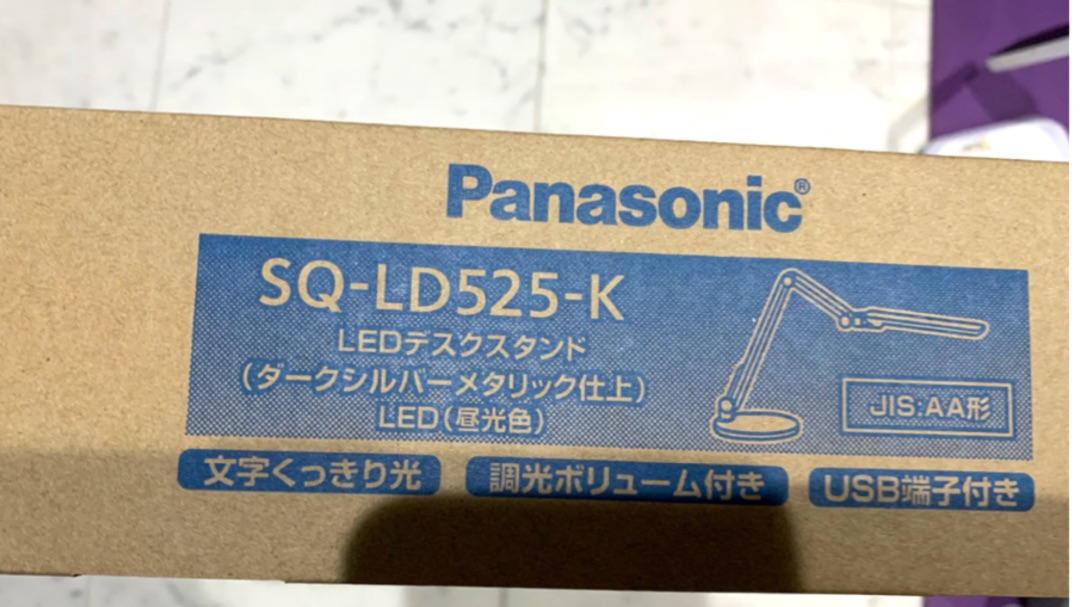 Panasonic®
SQ-LD525-K
LEDデスクスタンド
(ダークシルバーメタリック仕上)
LED(昼光色)
JIS:AA形
文字くっきり光
調光ボリューム付き
USB端子付き